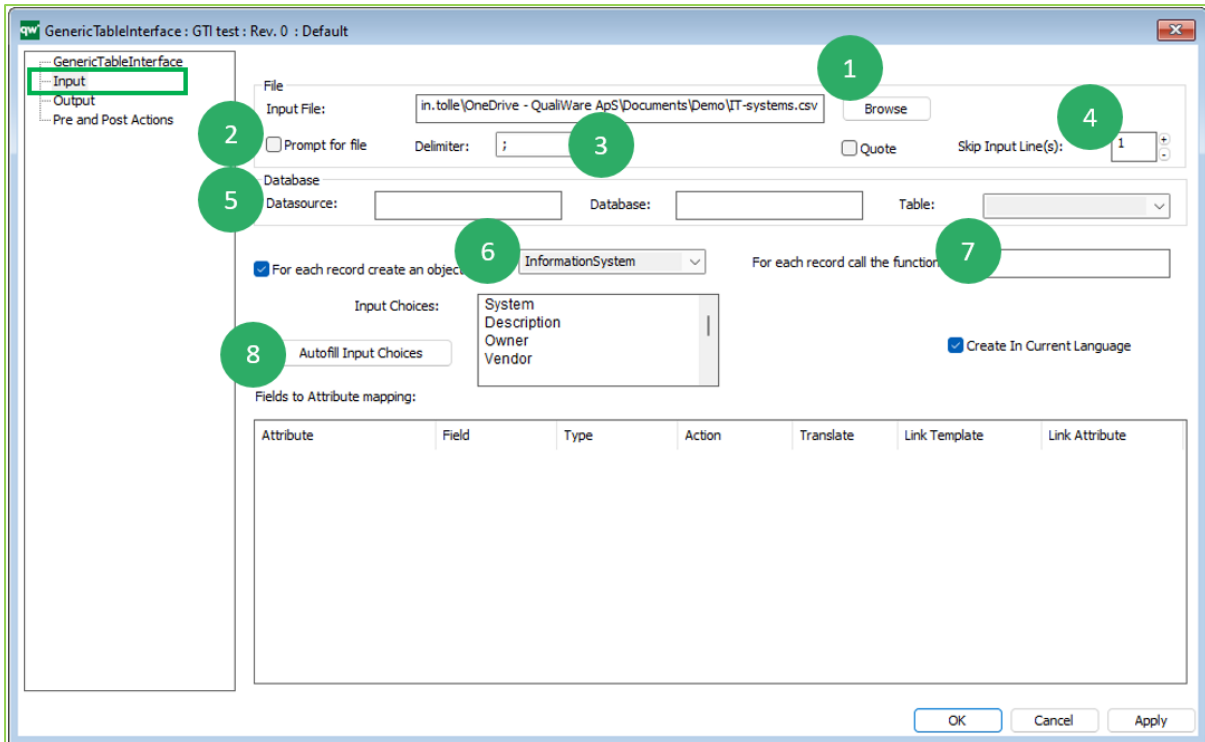 qw GenericTableInterface : GTI test : Rev. 0 : Default
GenericTableInterface
Input
Output
Pre and Post Actions
1
File
Input File: in.tolle\OneDrive - QualiWare ApS\Documents\Demo\IT-systems.csv Browse
2 Prompt for file Delimiter: ; 3 Quote 4 Skip Input Line(s): 1 + -
Database
5 Datasource: Database: Table:
For each record create an object 6 InformationSystem For each record call the function 7
Input Choices: System
Description
Owner
Vendor
8 Autofill Input Choices Create In Current Language
Fields to Attribute mapping:
Attribute Field Type Action Translate Link Template Link Attribute
OK Cancel Apply